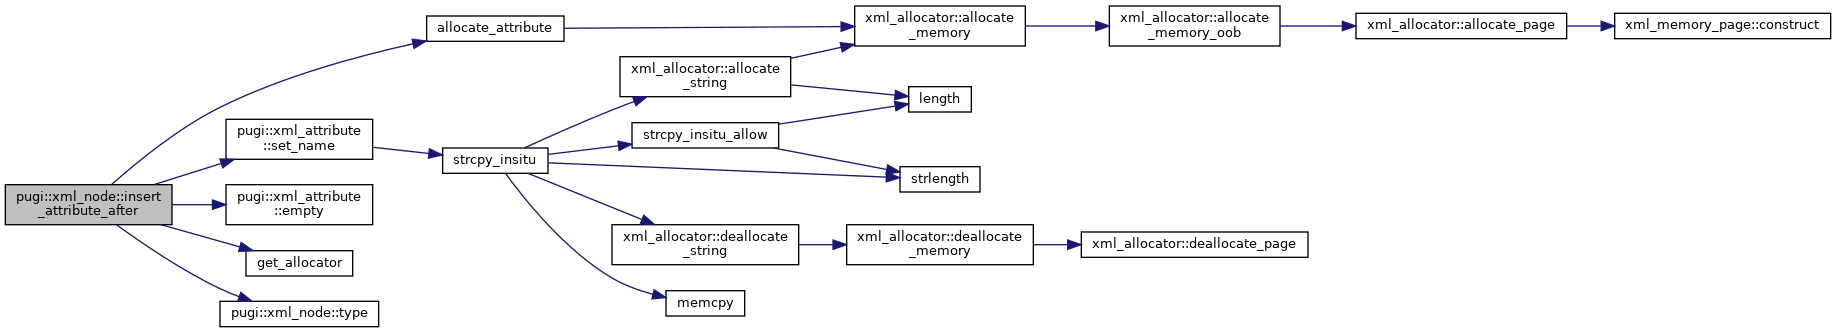 pugi::xml_node::insert
_attribute_after
allocate_attribute
pugi::xml_attribute
::set_name
pugi::xml_attribute
::empty
get_allocator
pugi::xml_node::type
strcpy_insitu
xml_allocator::allocate
_string
strcpy_insitu_allow
xml_allocator::deallocate
_string
memcpy
xml_allocator::allocate
_memory
length
strlength
xml_allocator::deallocate
_memory
xml_allocator::allocate
_memory_oob
xml_allocator::deallocate_page
xml_allocator::allocate_page
xml_memory_page::construct